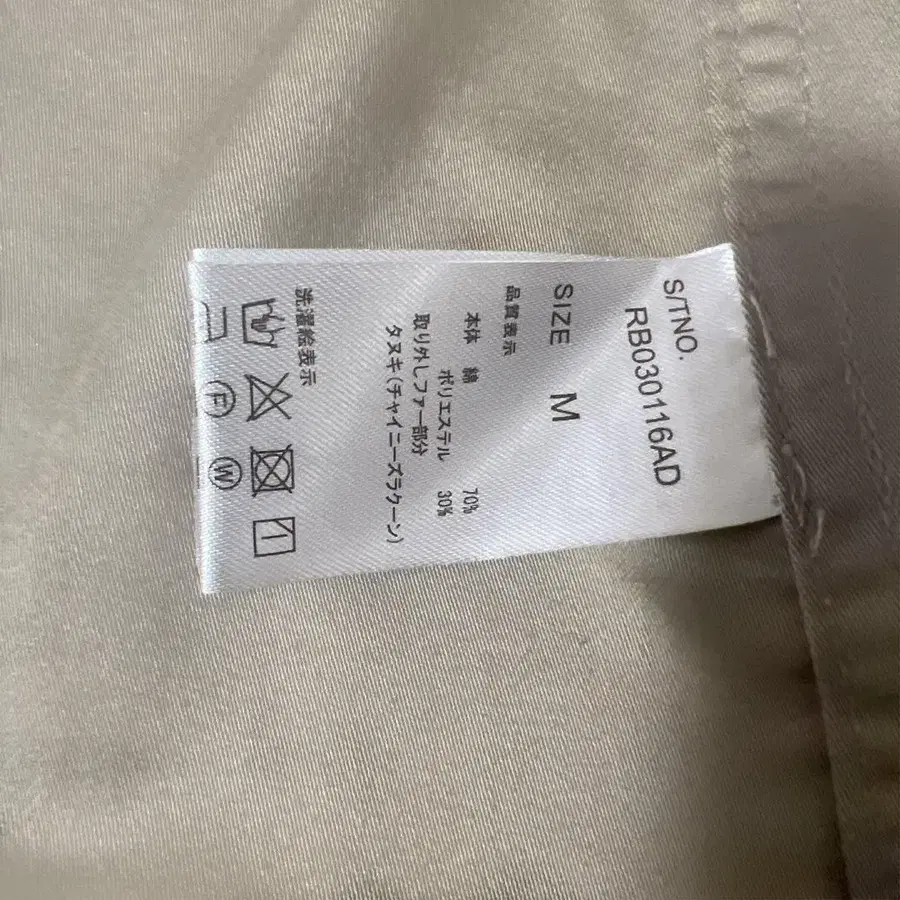 S/TNO.
RB030116AD
SIZE M
品質表示
本体 綿 70%
ポリエステル 30%
取り外しファー部分
タヌキ(チャイニーズラクーン)
洗濯絵表示
F
W